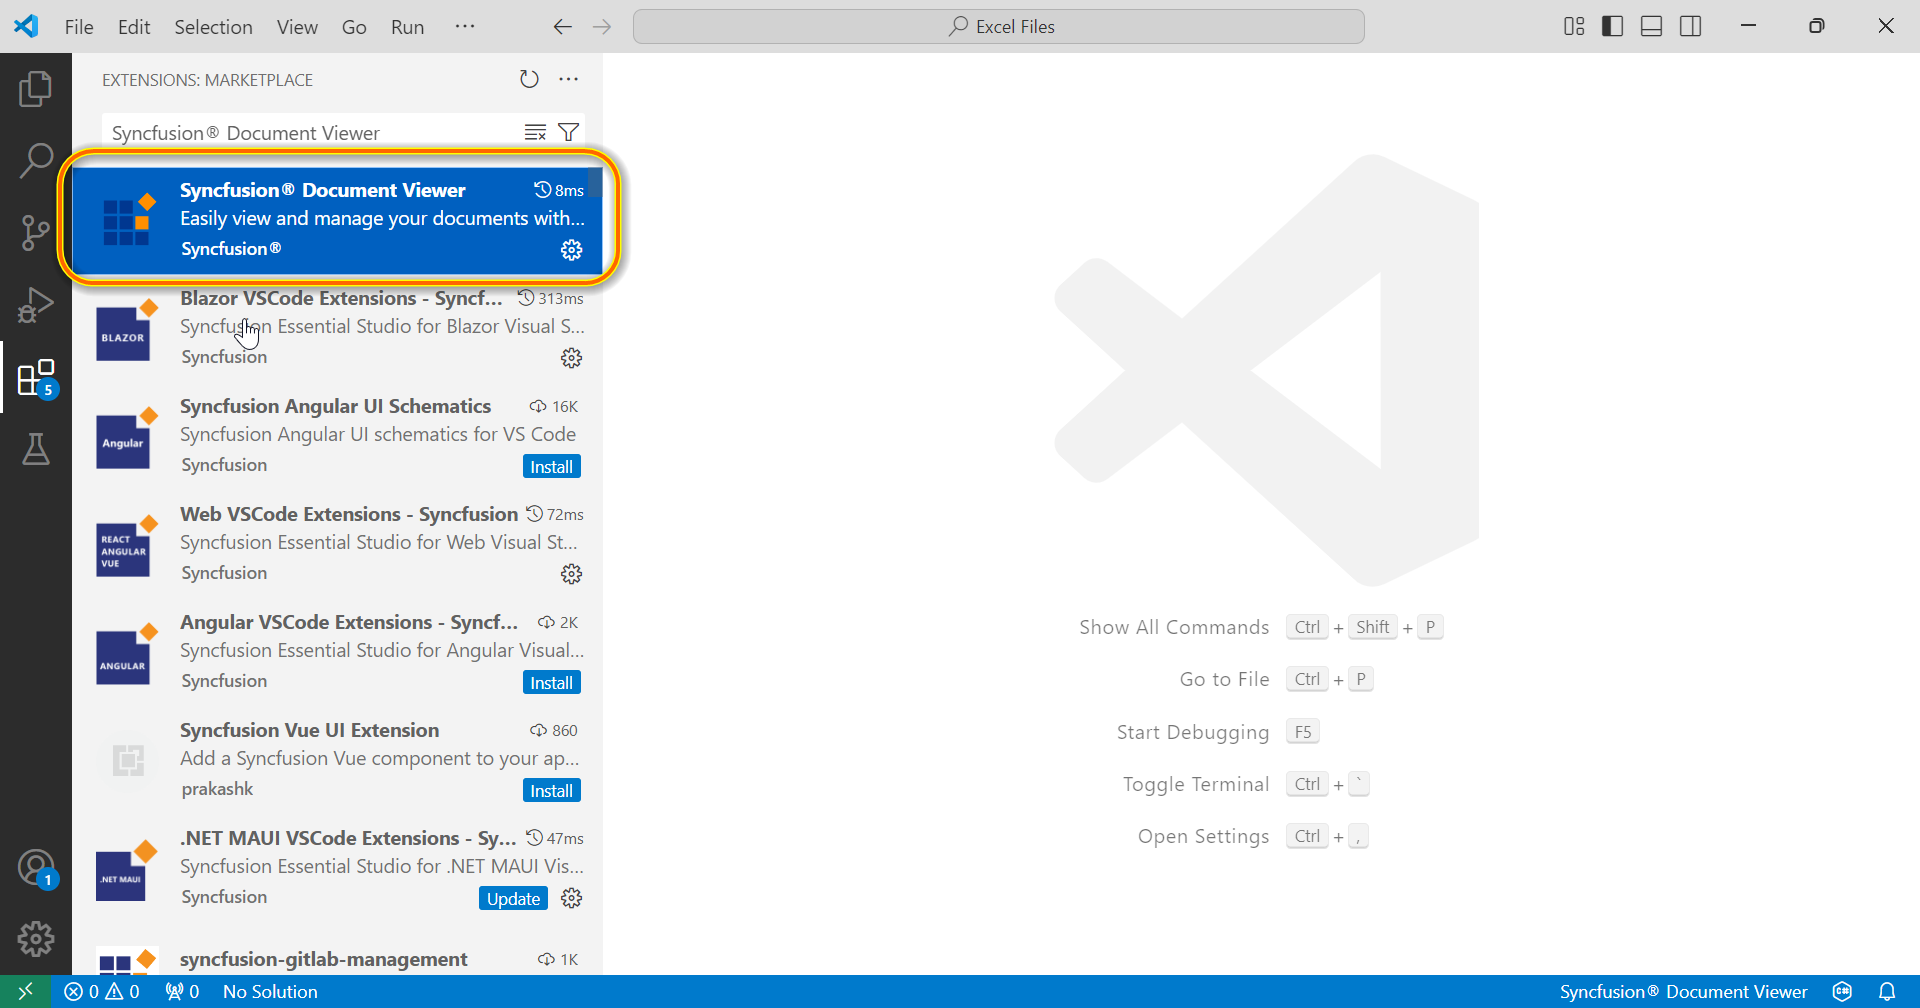 File Edit Selection View Go Run ···
Excel Files
EXTENSIONS: MARKETPLACE
Syncfusion® Document Viewer
Syncfusion® Document Viewer 8ms
Easily view and manage your documents with...
Syncfusion®
Blazor VSCode Extensions - Syncf... 313ms
BLAZOR
Syncfusion Essential Studio for Blazor Visual S...
Syncfusion
Syncfusion Angular UI Schematics 16K
Angular
Syncfusion Angular UI schematics for VS Code
Syncfusion Install
Web VSCode Extensions - Syncfusion 72ms
REACT
ANGULAR
VUE
Syncfusion Essential Studio for Web Visual St...
Syncfusion
Angular VSCode Extensions - Syncf... 2K
ANGULAR
Syncfusion Essential Studio for Angular Visual...
Syncfusion Install
Syncfusion Vue UI Extension 860
Add a Syncfusion Vue component to your ap...
prakashk Install
.NET MAUI VSCode Extensions - Sy... 47ms
.NET MAUI
Syncfusion Essential Studio for .NET MAUI Vis...
Syncfusion Update
syncfusion-gitlab-management 1K
5
1
Show All Commands Ctrl + Shift + P
Go to File Ctrl + P
Start Debugging F5
Toggle Terminal Ctrl + `
Open Settings Ctrl + ,
0 0 0 No Solution
Syncfusion® Document Viewer